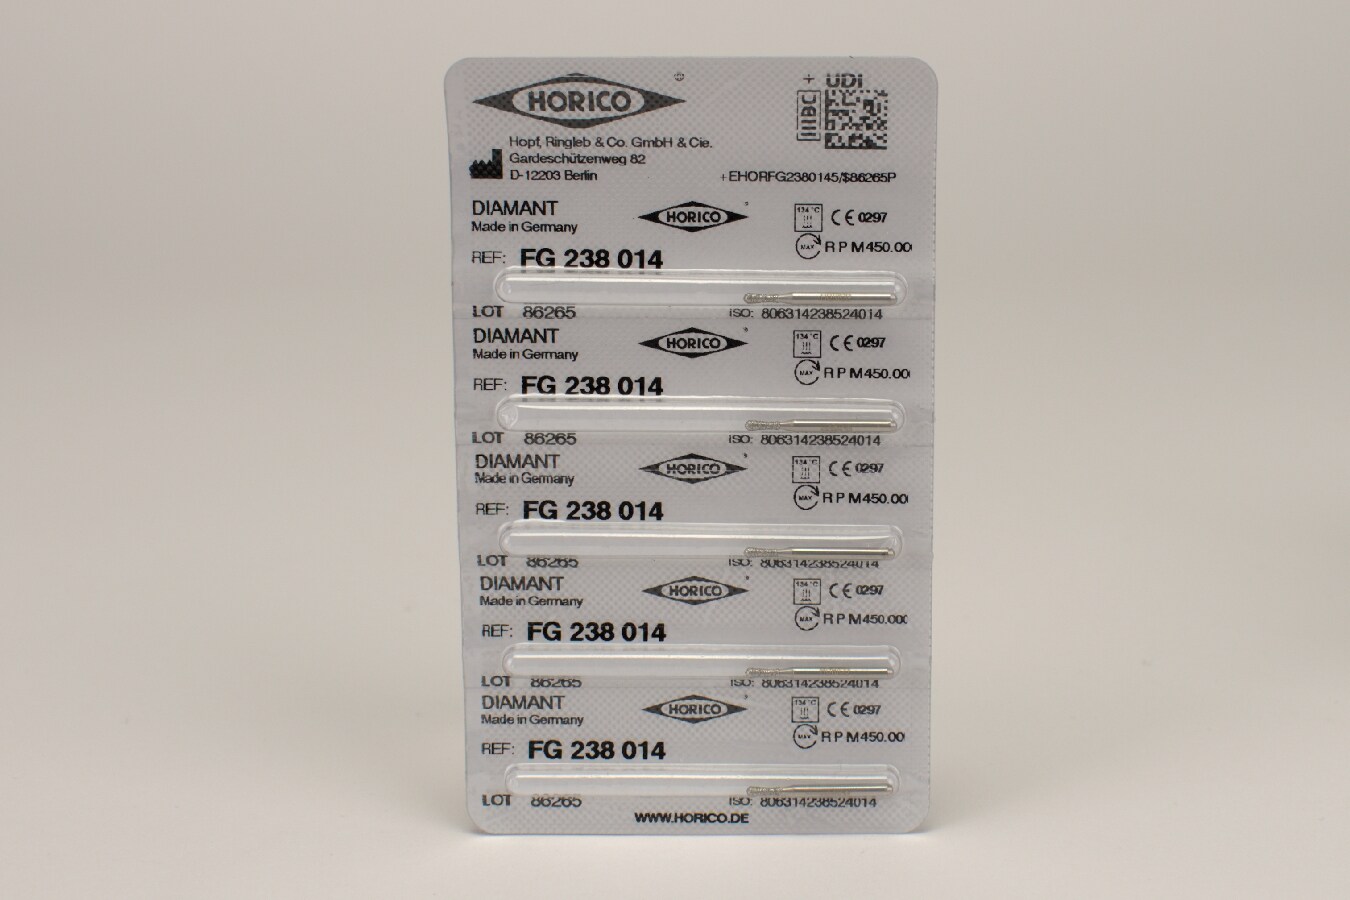 HORICO
+ UDI
HIBC
Hopf, Ringleb & Co. GmbH & Cie.
Gardeschützenweg 82
D-12203 Berlin
+EHORFG2380145/$86265P
DIAMANT
Made in Germany
HORICO
134 °C
CE 0297
MAX
RPM450.00
REF: FG 238 014
LOT 86265
ISO: 806314238524014
DIAMANT
Made in Germany
HORICO
134 °C
CE 0297
MAX
RPM450.00
REF: FG 238 014
LOT 86265
ISO: 806314238524014
DIAMANT
Made in Germany
HORICO
134 °C
CE 0297
MAX
RPM450.00
REF: FG 238 014
LOT 86265
ISO: 806314238524014
DIAMANT
Made in Germany
HORICO
134 °C
CE 0297
MAX
RPM450.000
REF: FG 238 014
LOT 86265
ISO: 806314238524014
DIAMANT
Made in Germany
HORICO
134 °C
CE 0297
MAX
RPM450.00
REF: FG 238 014
LOT 86265
ISO: 806314238524014
WWW.HORICO.DE